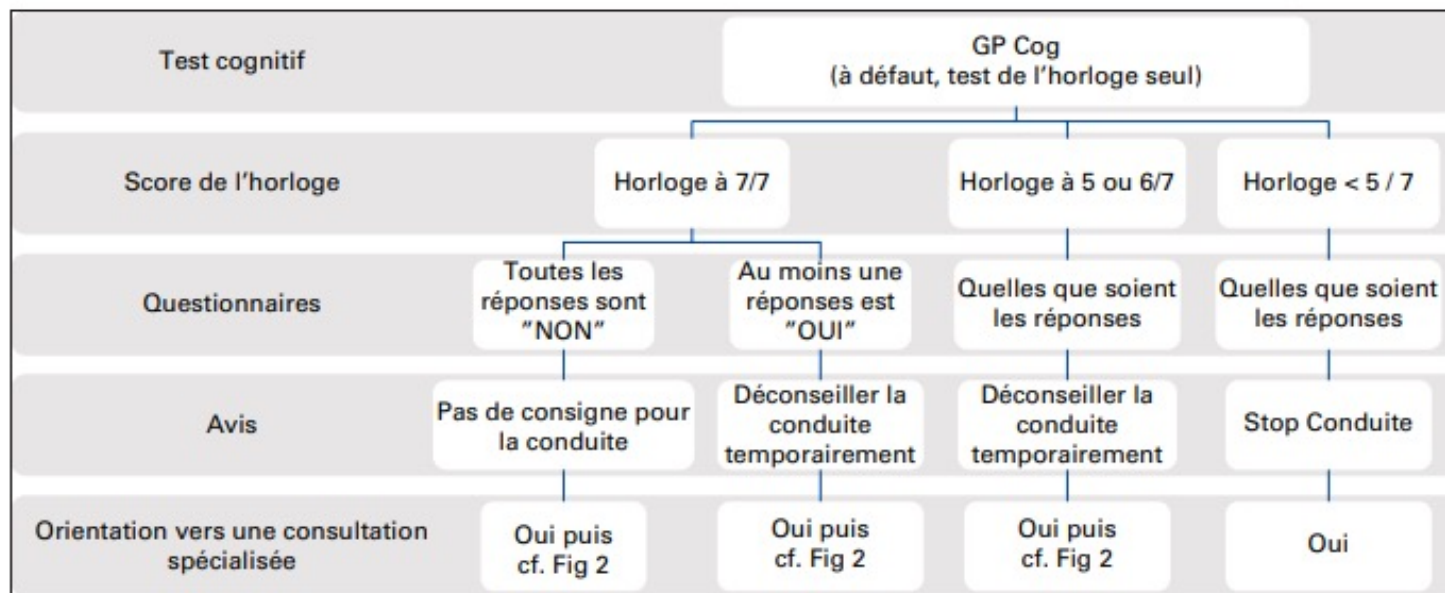 Test cognitif
GP Cog
(à défaut, test de l’horloge seul)
Score de l’horloge
Horloge à 7/7
Horloge à 5 ou 6/7
Horloge < 5 / 7
Questionnaires
Toutes les
réponses sont
”NON”
Au moins une
réponses est
”OUI”
Quelles que soient
les réponses
Quelles que soient
les réponses
Avis
Pas de consigne pour
la conduite
Déconseiller la
conduite
temporairement
Déconseiller la
conduite
temporairement
Stop Conduite
Orientation vers une consultation
spécialisée
Oui puis
cf. Fig 2
Oui puis
cf. Fig 2
Oui puis
cf. Fig 2
Oui